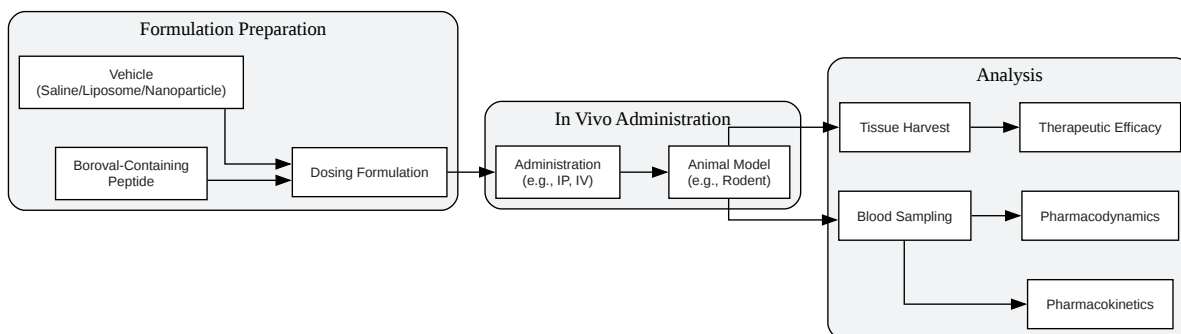 Formulation Preparation
Vehicle
(Saline/Liposome/Nanoparticle)
Boroval-Containing
Peptide
Dosing Formulation
In Vivo Administration
Administration
(e.g., IP, IV)
Animal Model
(e.g., Rodent)
Analysis
Tissue Harvest
Therapeutic Efficacy
Blood Sampling
Pharmacodynamics
Pharmacokinetics